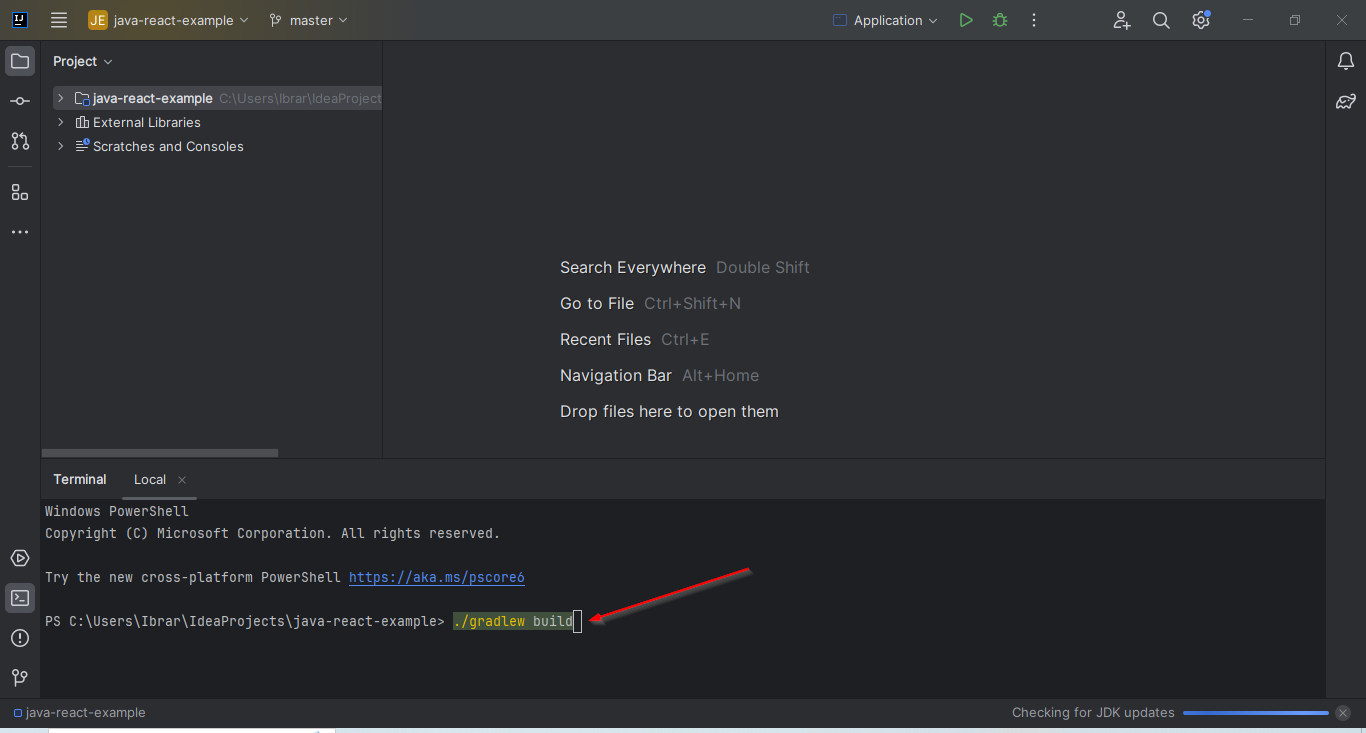 JE java-react-example master Application
Project
java-react-example C:\Users\Ibrar\IdeaProject
External Libraries
Scratches and Consoles
Search Everywhere Double Shift
Go to File Ctrl+Shift+N
Recent Files Ctrl+E
Navigation Bar Alt+Home
Drop files here to open them
Terminal Local
Windows PowerShell
Copyright (C) Microsoft Corporation. All rights reserved.
Try the new cross-platform PowerShell https://aka.ms/pscore6
PS C:\Users\Ibrar\IdeaProjects\java-react-example> ./gradlew build
java-react-example Checking for JDK updates